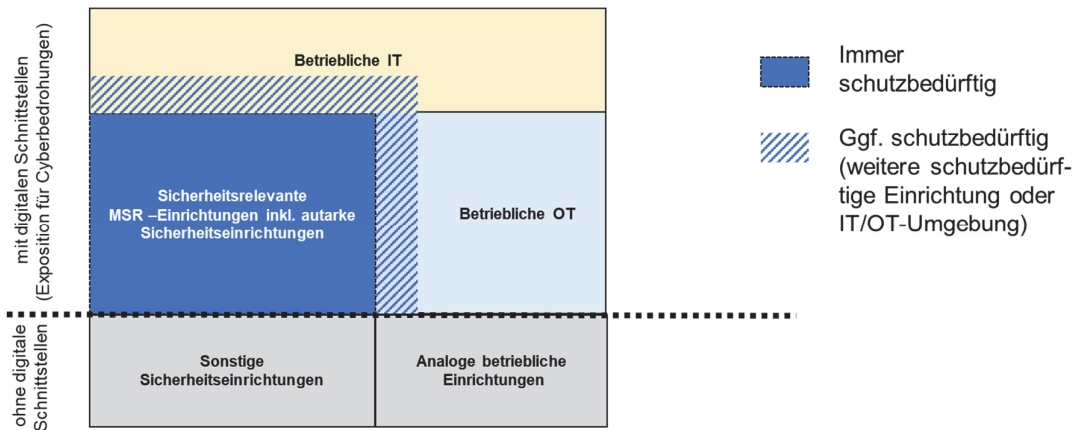 mit digitalen Schnittstellen
(Exposition für Cyberbedrohungen)
ohne digitale
Schnittstellen
Betriebliche IT
Sicherheitsrelevante
MSR –Einrichtungen inkl. autarke
Sicherheitseinrichtungen
Betriebliche OT
Sonstige
Sicherheitseinrichtungen
Analoge betriebliche
Einrichtungen
Immer
schutzbedürftig
Ggf. schutzbedürftig
(weitere schutzbedürf-
tige Einrichtung oder
IT/OT-Umgebung)